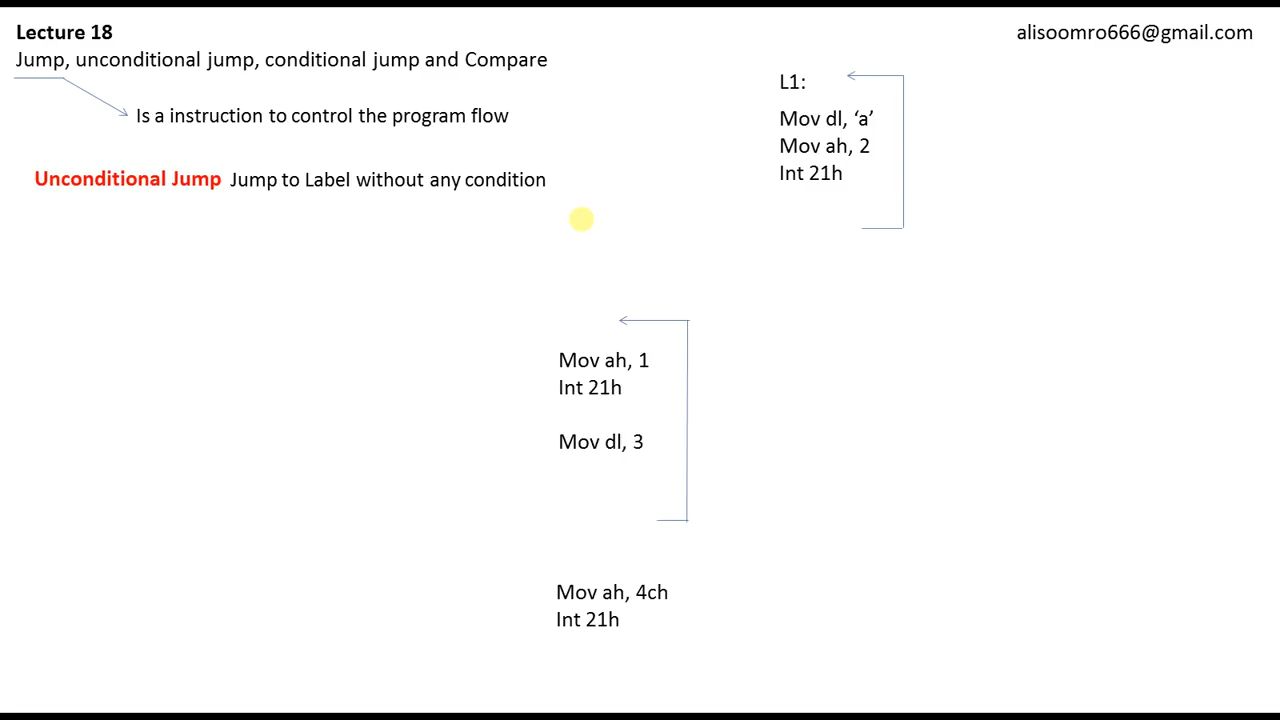 Lecture 18
alisoomro666@gmail.com
Jump, unconditional jump, conditional jump and Compare
Is a instruction to control the program flow
Unconditional Jump Jump to Label without any condition
L1:
Mov dl, ‘a’
Mov ah, 2
Int 21h
Mov ah, 1
Int 21h
Mov dl, 3
Mov ah, 4ch
Int 21h